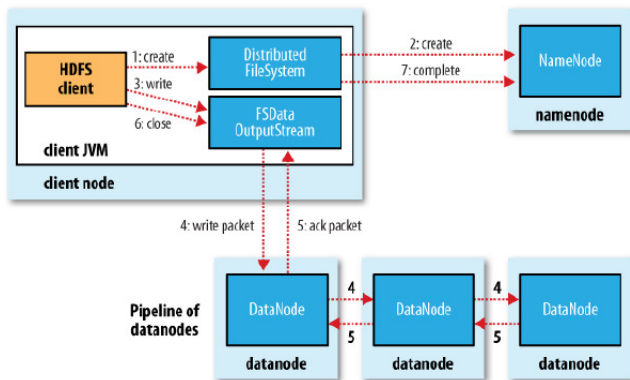 HDFS
client
1: create
3: write
6: close
Distributed
FileSystem
FSData
OutputStream
client JVM
client node
2: create
7: complete
NameNode
namenode
4: write packet
5: ack packet
Pipeline of
datanodes
DataNode
4
5
DataNode
4
5
DataNode
datanode
datanode
datanode